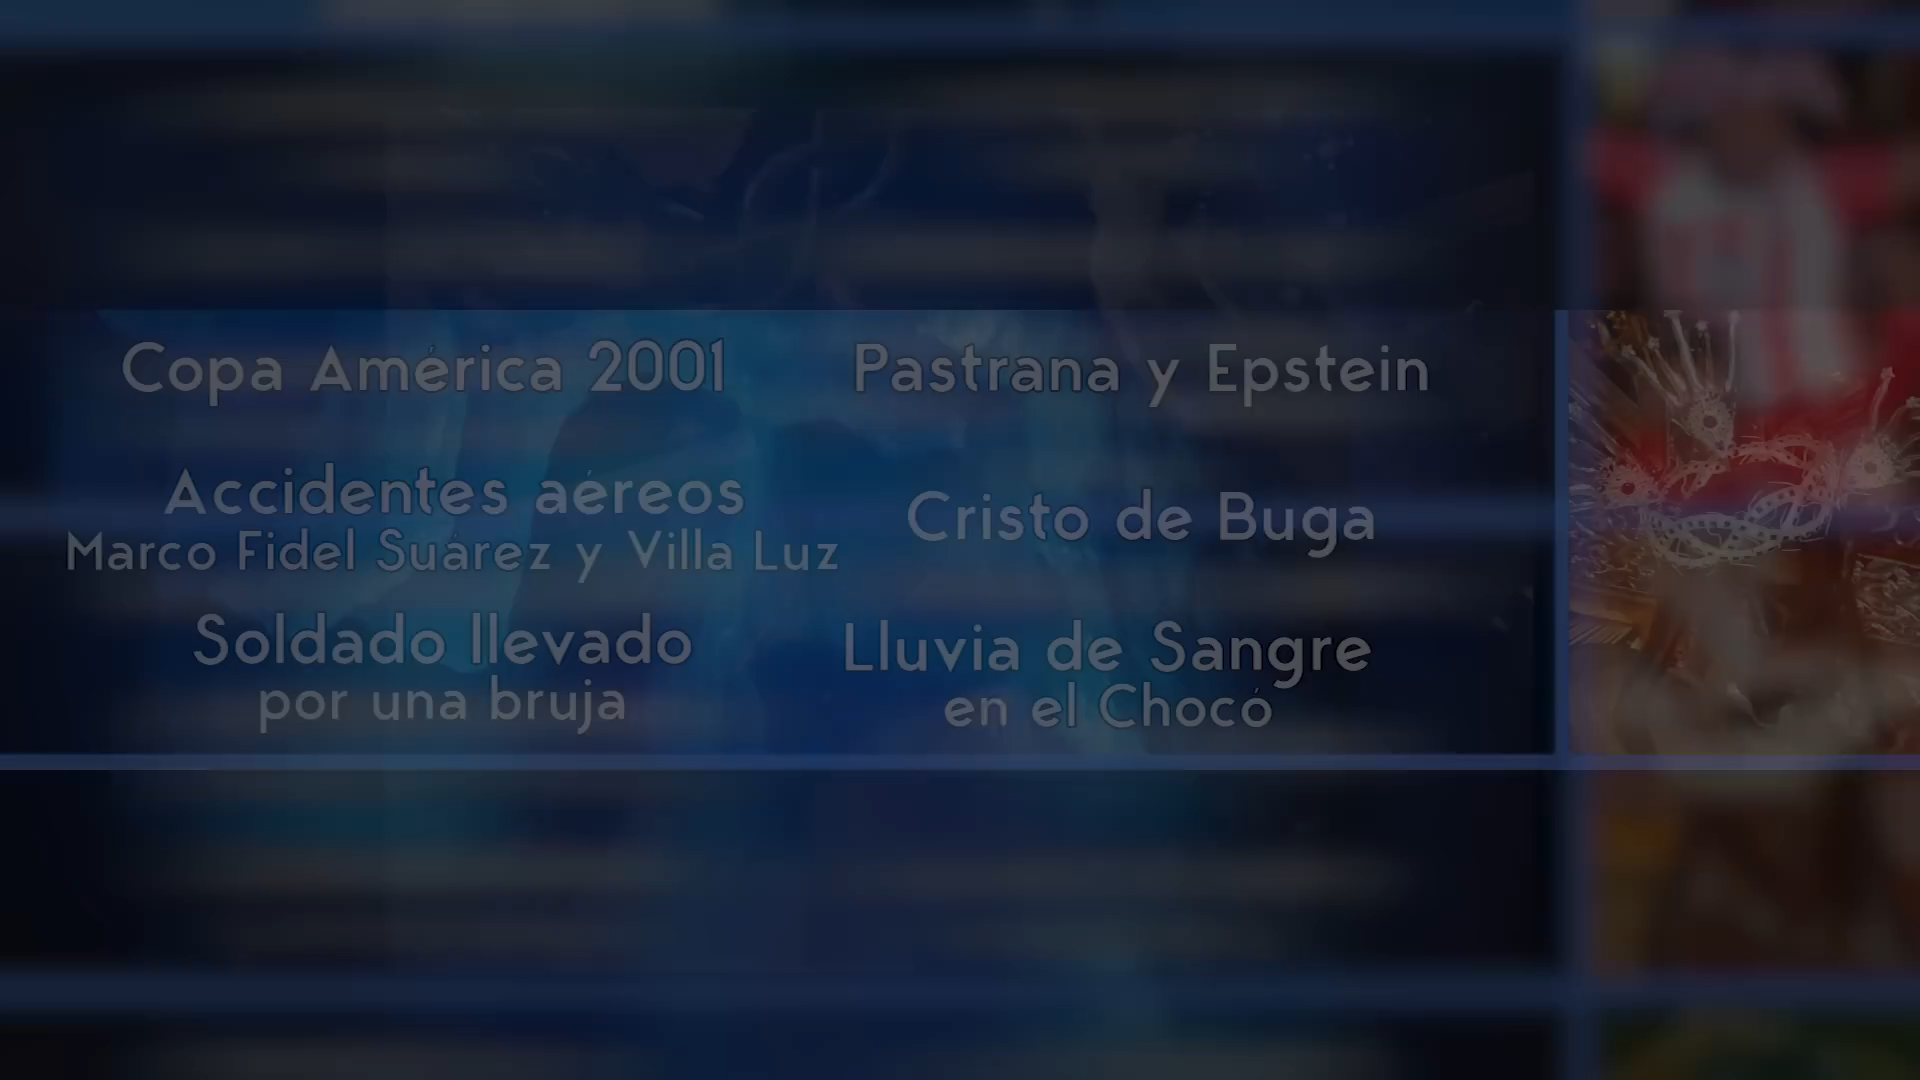 Copa América 2001
Accidentes aéreos
Marco Fidel Suárez y Villa Luz
Soldado llevado
por una bruja
Pastrana y Epstein
Cristo de Buga
Lluvia de Sangre
en el Chocó